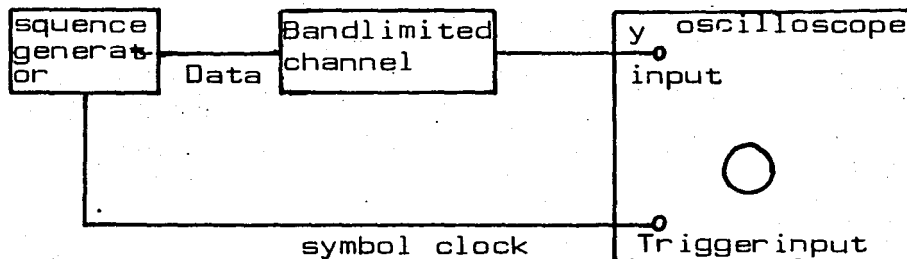 squence
generat-
or
Data
Bandlimited
channel
y
input
oscilloscope
symbol clock
Triggerinput